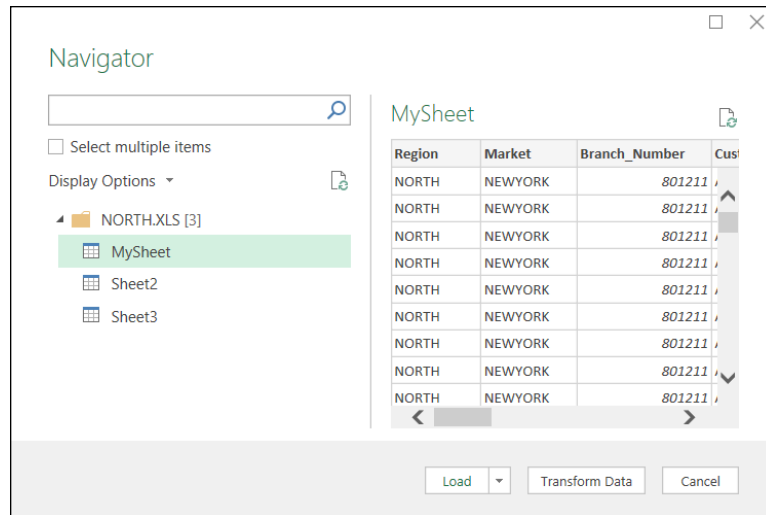 Navigator
Select multiple items
Display Options
NORTH.XLS [3]
MySheet
Sheet2
Sheet3
MySheet
Region Market Branch_Number Cust
NORTH NEWYORK 801211
NORTH NEWYORK 801211
NORTH NEWYORK 801211
NORTH NEWYORK 801211
NORTH NEWYORK 801211
NORTH NEWYORK 801211
NORTH NEWYORK 801211
NORTH NEWYORK 801211
NORTH NEWYORK 801211
Load Transform Data Cancel